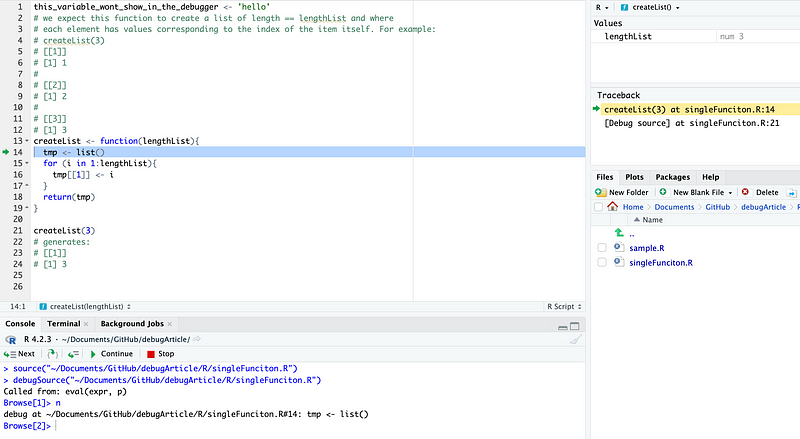 1 this_variable_wont_show_in_the_debugger <- 'hello'
2 # we expect this function to create a list of length == lengthList and where
3 # each element has values corresponding to the index of the item itself. For example:
4 # createList(3)
5 # [[1]]
6 # [1] 1
7 #
8 # [[2]]
9 # [1] 2
10 #
11 # [[3]]
12 # [1] 3
13 createList <- function(lengthList){
14 tmp <- list()
15 for (i in 1:lengthList){
16 tmp[[1]] <- i
17 }
18 return(tmp)
19 }
20
21 createList(3)
22 # generates:
23 # [[1]]
24 # [1] 3
25
26
14:1 createList(lengthList) R Script
Console Terminal Background Jobs
R 4.2.3 · ~/Documents/GitHub/debugArticle/
Next Continue Stop
> source("~/Documents/GitHub/debugArticle/R/singleFunciton.R")
> debugSource("~/Documents/GitHub/debugArticle/R/singleFunciton.R")
Called from: eval(expr, p)
Browse[1]> n
debug at ~/Documents/GitHub/debugArticle/R/singleFunciton.R#14: tmp <- list()
Browse[2]>
R createList()
Values
lengthList num 3
Traceback
createList(3) at singleFunciton.R:14
[Debug source] at singleFunciton.R:21
Files Plots Packages Help
New Folder New Blank File Delete
Home Documents GitHub debugArticle R
Name
..
sample.R
singleFunciton.R